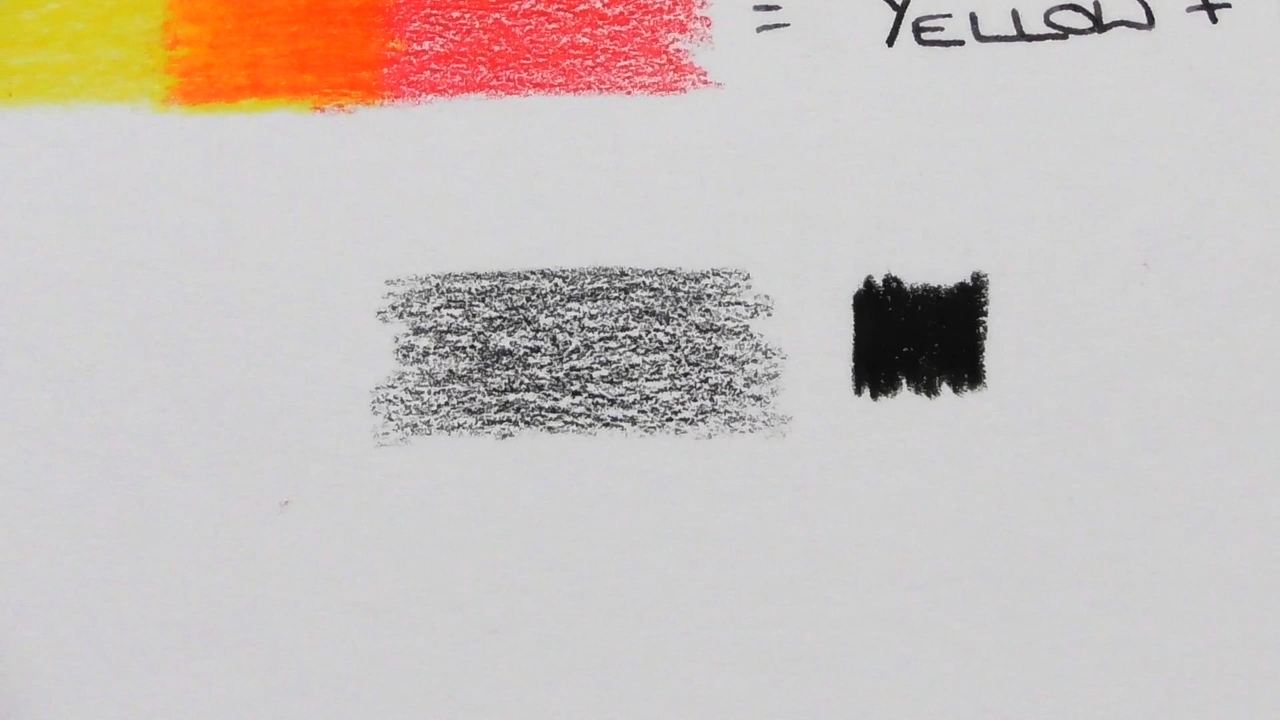 = YELLOW +